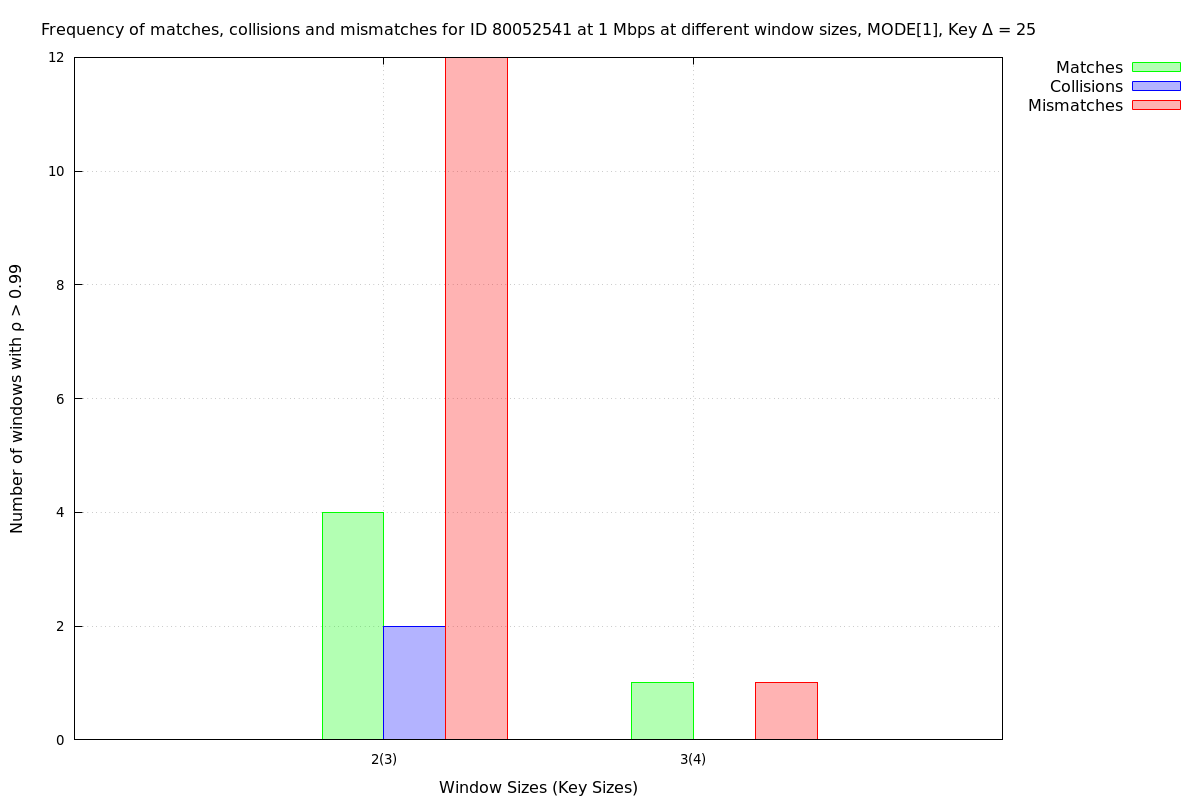 Frequency of matches, collisions and mismatches for ID 80052541 at 1 Mbps at different window sizes, MODE[1], Key Δ = 25
Matches
Collisions
Mismatches
Number of windows with ρ > 0.99
12
10
8
6
4
2
0
2(3)
3(4)
Window Sizes (Key Sizes)